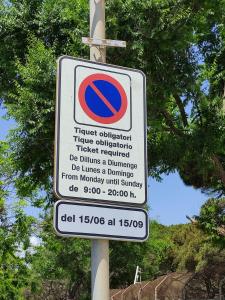 Tiquet obligatori
Tique obligatorio
Ticket required
De Dilluns a Diumenge
De Lunes a Domingo
From Monday until Sunday
de 9:00 - 20:00 h.
del 15/06 al 15/09